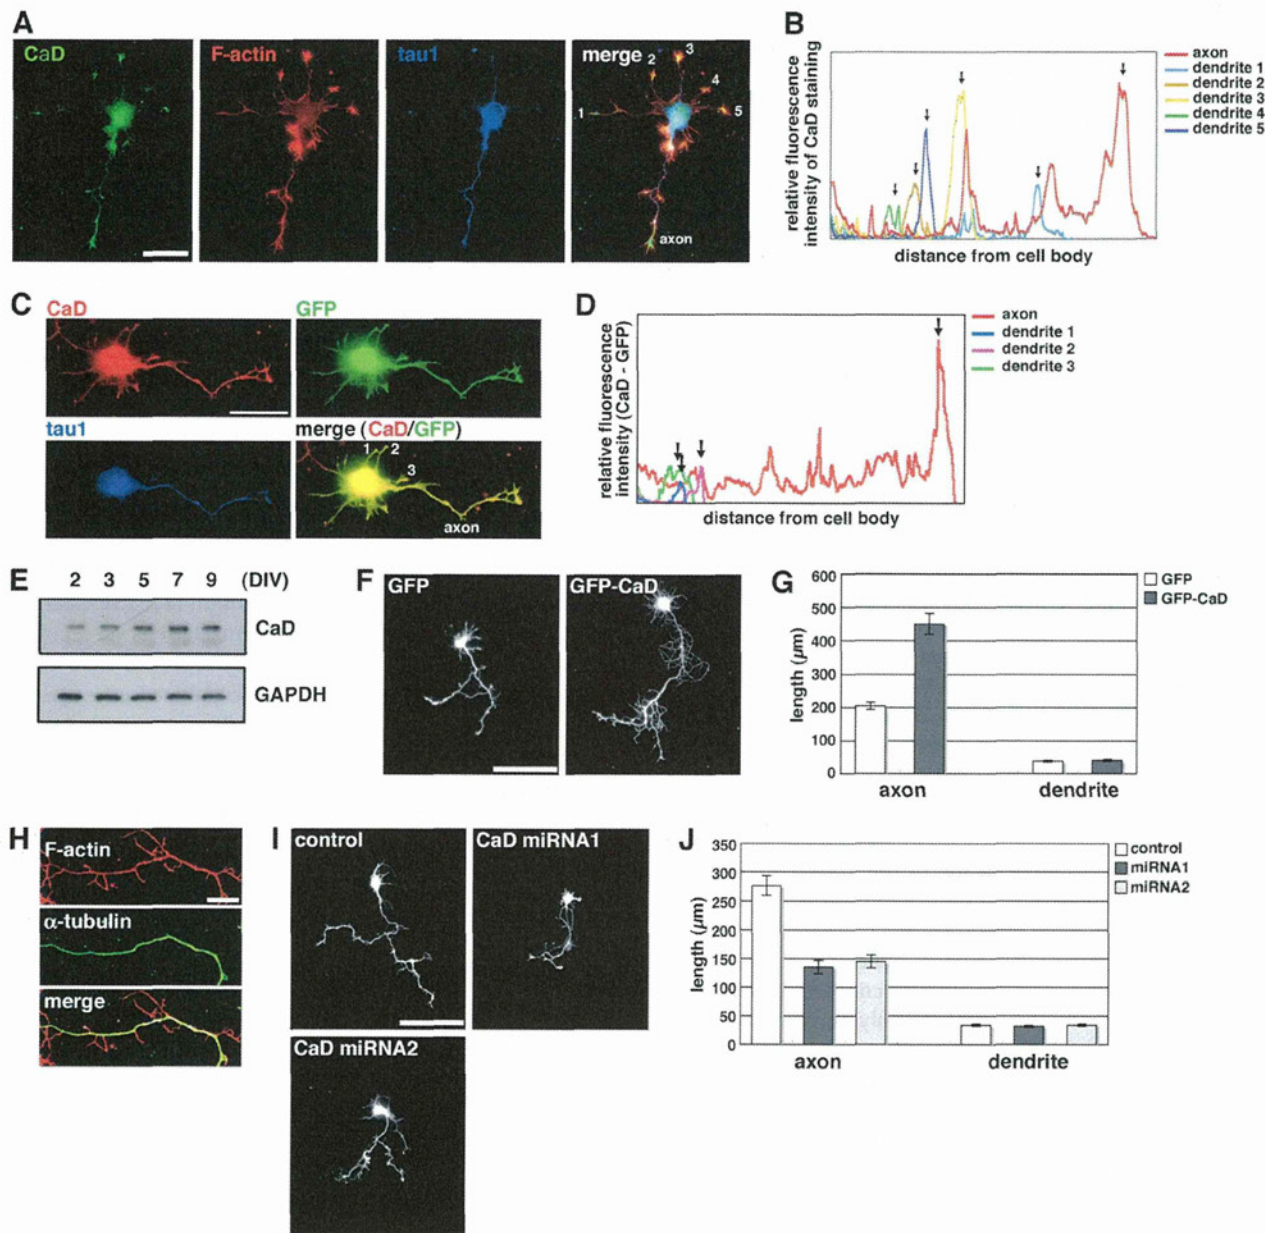 A
CaD
F-actin
tau1
merge
1
2
3
4
5
axon
B
relative fluorescence
intensity of CaD staining
distance from cell body
axon
dendrite 1
dendrite 2
dendrite 3
dendrite 4
dendrite 5
C
CaD
GFP
tau1
merge (CaD/GFP)
1 2
3
axon
D
relative fluorescence
intensity (CaD - GFP)
distance from cell body
axon
dendrite 1
dendrite 2
dendrite 3
E
2 3 5 7 9 (DIV)
CaD
GAPDH
F
GFP
GFP-CaD
G
length (µm)
600
500
400
300
200
100
0
axon dendrite
GFP
GFP-CaD
H
F-actin
α-tubulin
merge
I
control
CaD miRNA1
CaD miRNA2
J
length (µm)
350
300
250
200
150
100
50
0
axon dendrite
control
miRNA1
miRNA2